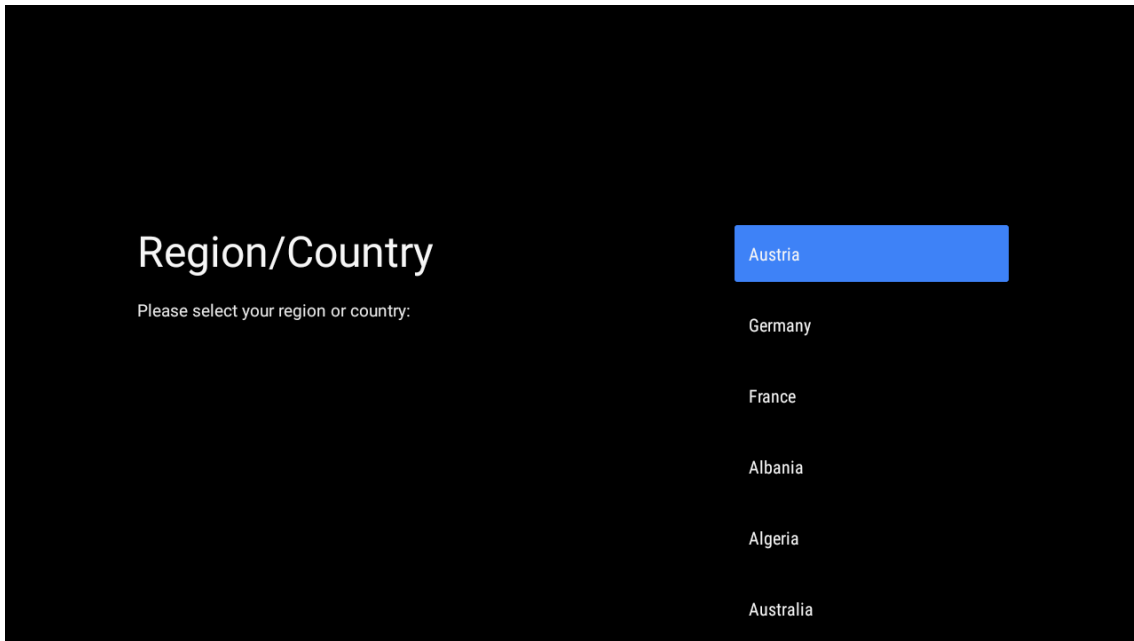 Region/Country
Please select your region or country:
Austria
Germany
France
Albania
Algeria
Australia